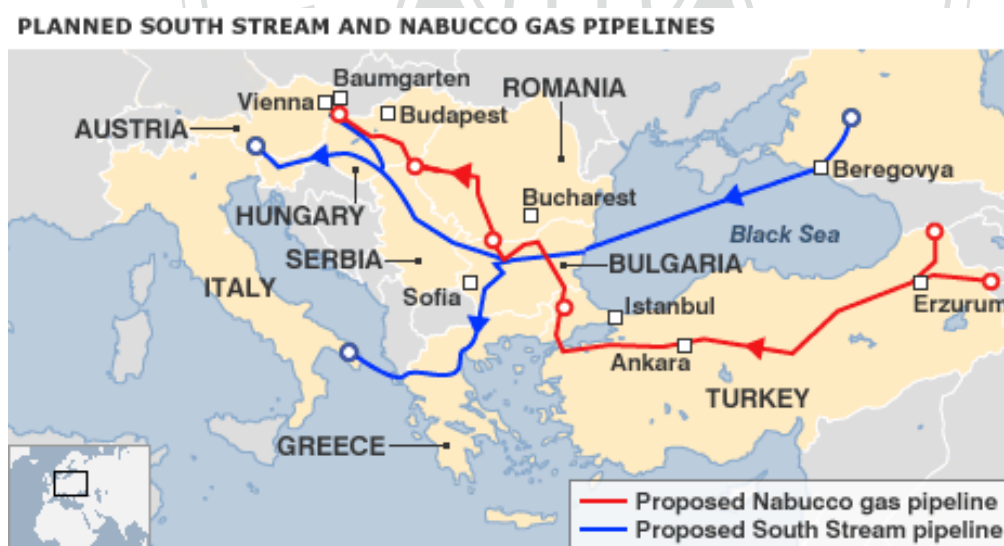 PLANNED SOUTH STREAM AND NABUCCO GAS PIPELINES
Baumgarten
Vienna
ROMANIA
Budapest
AUSTRIA
Beregovya
Bucharest
HUNGARY
Black Sea
SERBIA
BULGARIA
ITALY
Sofia
Istanbul
Erzurum
Ankara
TURKEY
GREECE
Proposed Nabucco gas pipeline
Proposed South Stream pipeline